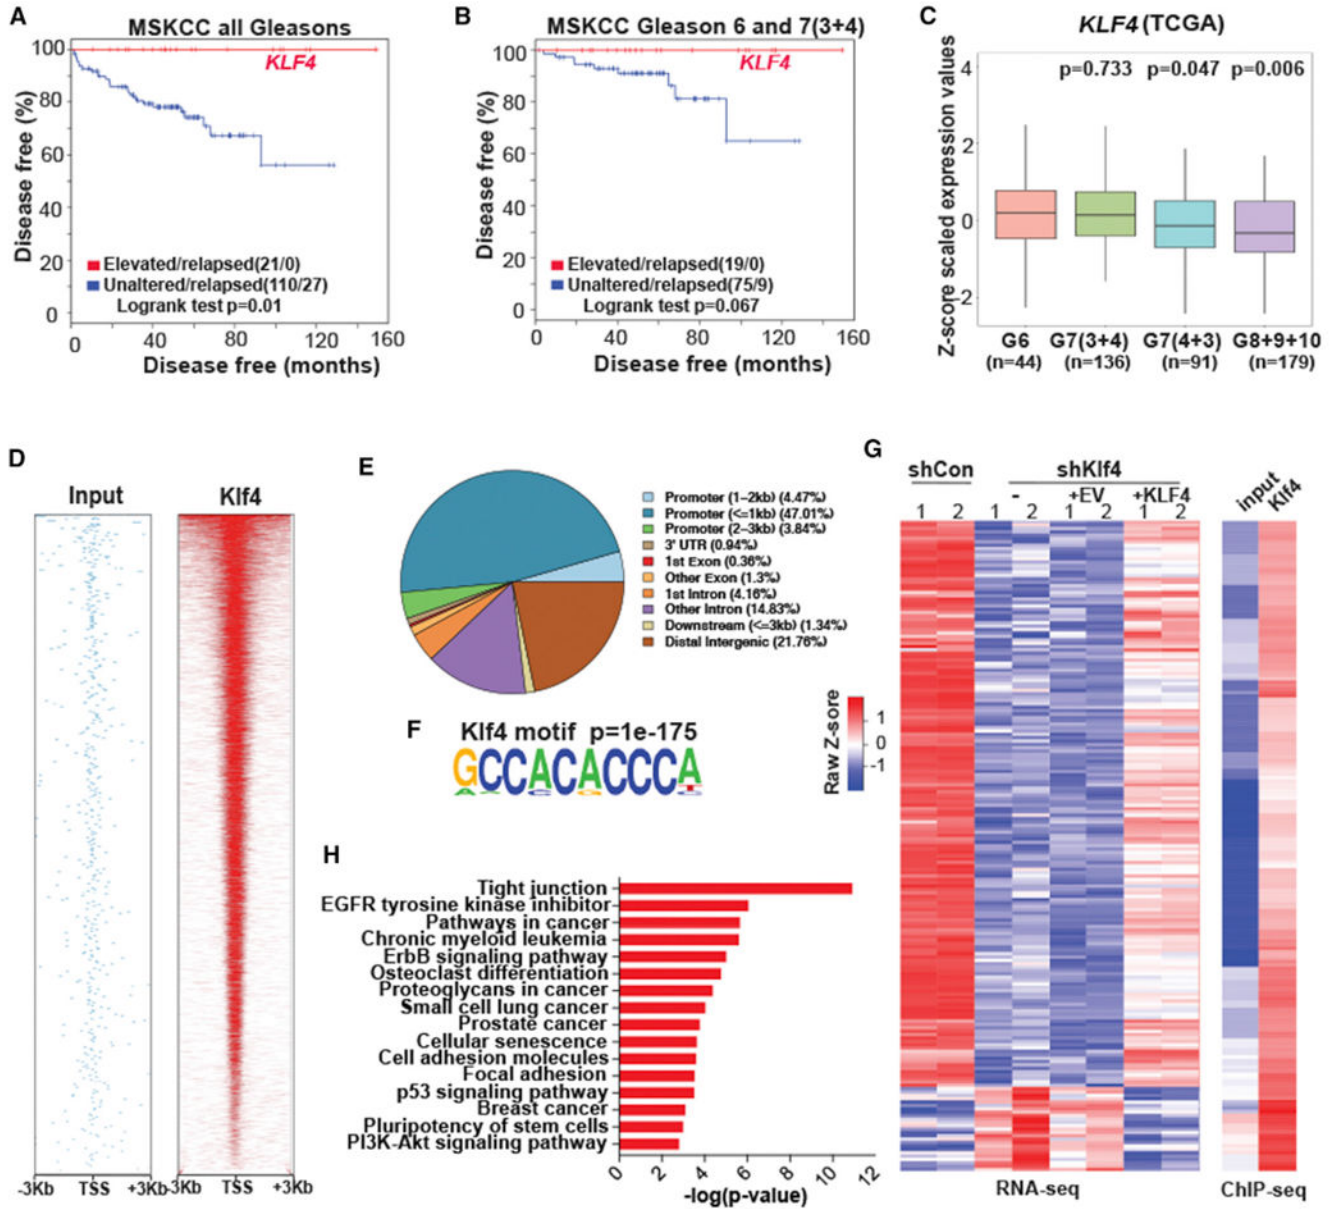 A
MSKCC all Gleasons
100
80
60
40
20
0
Disease free (%)
KLF4
Elevated/relapsed(21/0)
Unaltered/relapsed(110/27)
Logrank test p=0.01
0 40 80 120 160
Disease free (months)
B
MSKCC Gleason 6 and 7(3+4)
100
80
60
40
20
0
Disease free (%)
KLF4
Elevated/relapsed(19/0)
Unaltered/relapsed(75/9)
Logrank test p=0.067
0 40 80 120 160
Disease free (months)
C
KLF4 (TCGA)
p=0.733 p=0.047 p=0.006
4
2
0
-2
Z-score scaled expression values
G6 G7(3+4) G7(4+3) G8+9+10
(n=44) (n=136) (n=91) (n=179)
D
Input Klf4
-3Kb TSS +3Kb -3Kb TSS +3Kb
E
Promoter (1–2kb) (4.47%)
Promoter (<=1kb) (47.01%)
Promoter (2–3kb) (3.84%)
3' UTR (0.94%)
1st Exon (0.36%)
Other Exon (1.3%)
1st Intron (4.16%)
Other Intron (14.83%)
Downstream (<=3kb) (1.34%)
Distal Intergenic (21.76%)
F
Klf4 motif p=1e-175
GCCACACCCA
G
shCon shKlf4
- +EV +KLF4
1 2 1 2 1 2 1 2
input Klf4
Raw Z-sore
1
0
-1
RNA-seq ChIP-seq
H
Tight junction
EGFR tyrosine kinase inhibitor
Pathways in cancer
Chronic myeloid leukemia
ErbB signaling pathway
Osteoclast differentiation
Proteoglycans in cancer
Small cell lung cancer
Prostate cancer
Cellular senescence
Cell adhesion molecules
Focal adhesion
p53 signaling pathway
Breast cancer
Pluripotency of stem cells
PI3K-Akt signaling pathway
0 2 4 6 8 10 12
-log(p-value)